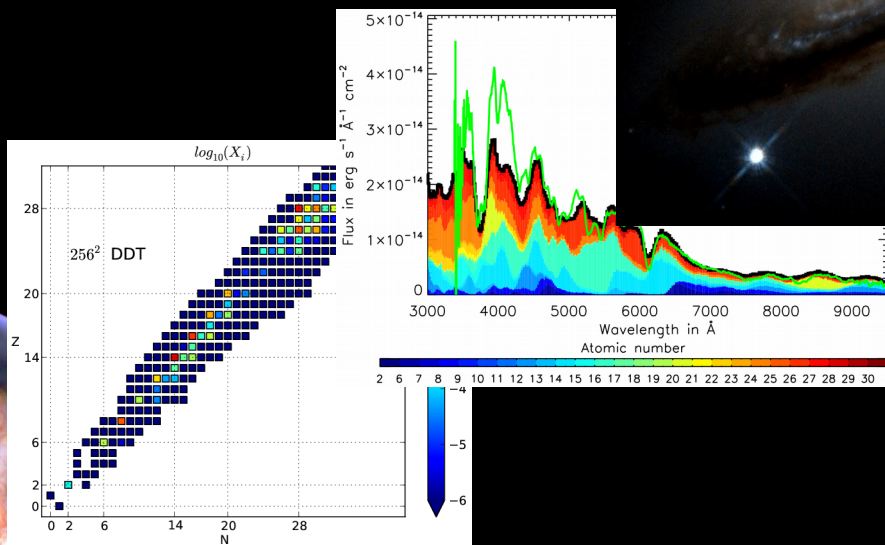 5×10⁻¹⁴
4×10⁻¹⁴
3×10⁻¹⁴
2×10⁻¹⁴
1×10⁻¹⁴
0
Flux in erg s⁻¹ Å⁻¹ cm⁻²
3000 4000 5000 6000 7000 8000 9000
Wavelength in Å
Atomic number
2 6 7 8 9 10 11 12 13 14 15 16 17 18 19 20 21 22 23 24 25 26 27 28 29 30
log₁₀(Xᵢ)
256² DDT
28
20
Z
14
6
2
0
0 2 6 14 20 28
N
−4
−5
−6